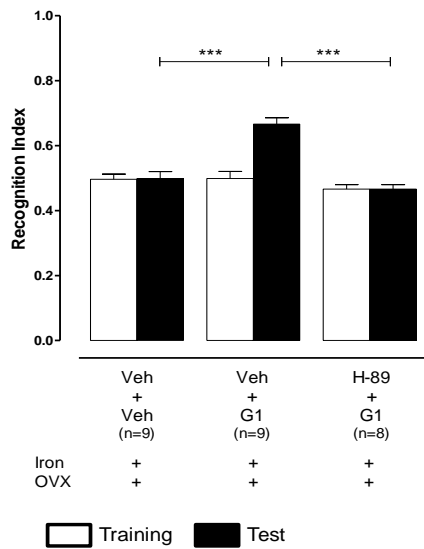 1.0
*** ***
0.8
0.6
0.4
0.2
0.0
Recognition Index
Veh Veh H-89
+ + +
Veh G1 G1
(n=9) (n=9) (n=8)
Iron + + +
OVX + + +
Training Test